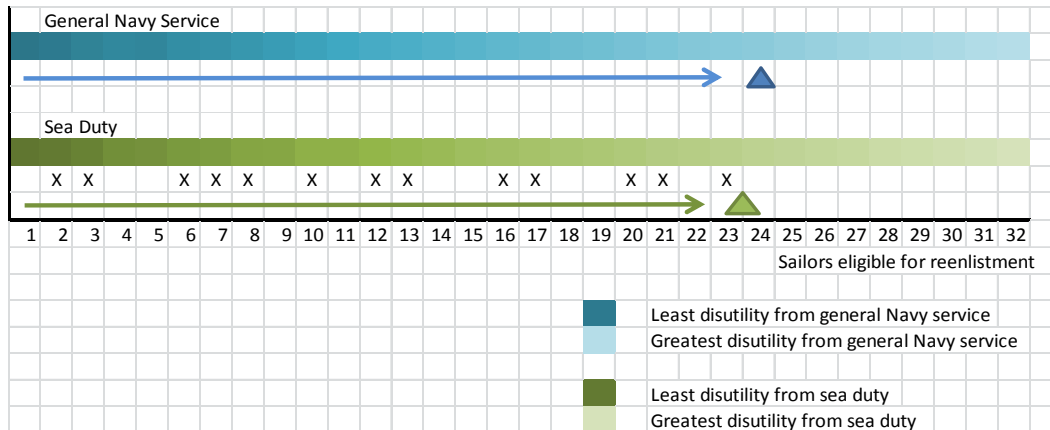 General Navy Service
Sea Duty
X X X X X X X X X X X X X
1 2 3 4 5 6 7 8 9 10 11 12 13 14 15 16 17 18 19 20 21 22 23 24 25 26 27 28 29 30 31 32
Sailors eligible for reenlistment
Least disutility from general Navy service
Greatest disutility from general Navy service
Least disutility from sea duty
Greatest disutility from sea duty